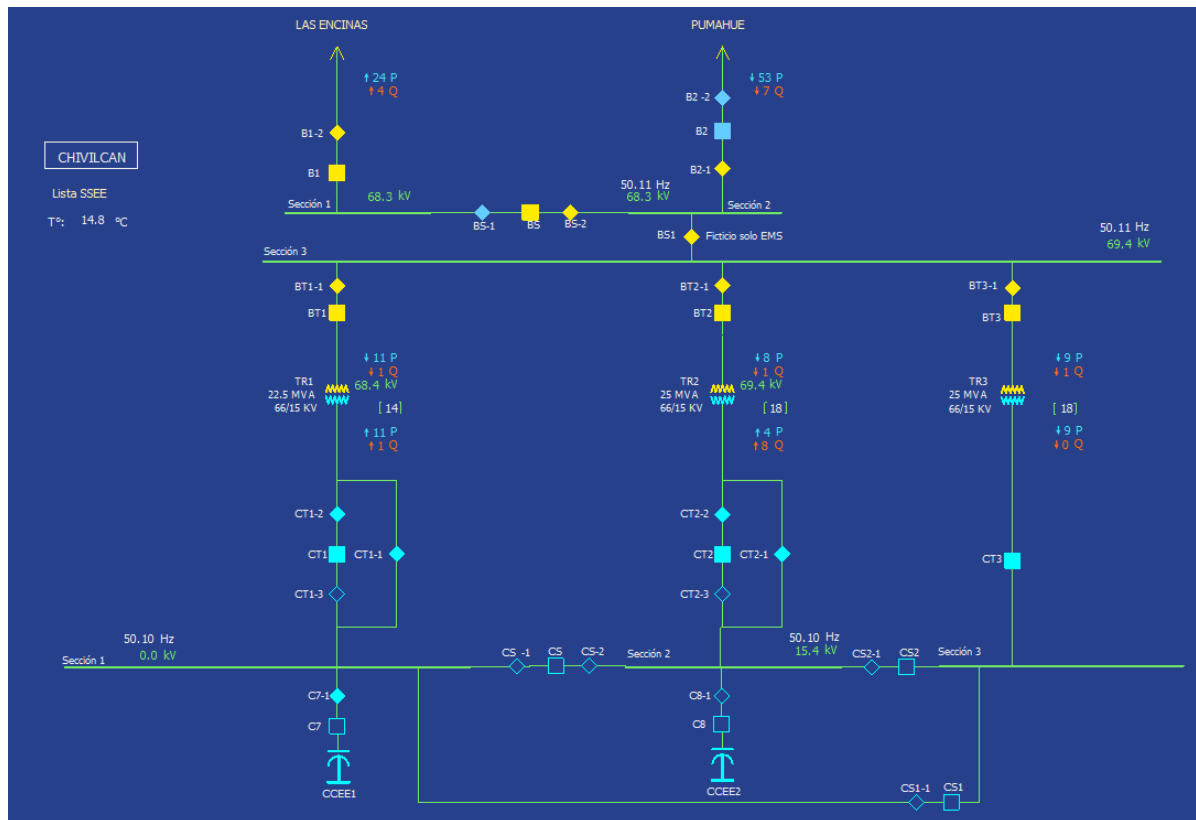 LAS ENCINAS
PUMAHUE
↑24 P
↑4 Q
↓53 P
↓7 Q
B2 -2
B2
B2-1
B1-2
B1
CHIVILCAN
Lista SSEE
Tº: 14.8 ºC
68.3 kV
50.11 Hz
68.3 kV
Sección 1
Sección 2
BS-1
BS
BS-2
BS1
Ficticio solo EMS
50.11 Hz
69.4 kV
Sección 3
BT1-1
BT1
BT2-1
BT2
BT3-1
BT3
↓11 P
↓1 Q
68.4 kV
TR1
22.5 MVA
66/15 KV
[14]
↑11 P
↑1 Q
↓8 P
↓1 Q
69.4 kV
TR2
25 MVA
66/15 KV
[18]
↑4 P
↑8 Q
↓9 P
↓1 Q
TR3
25 MVA
66/15 KV
[18]
↓9 P
↓0 Q
CT1-2
CT1
CT1-1
CT1-3
CT2-2
CT2
CT2-1
CT2-3
CT3
50.10 Hz
0.0 kV
Sección 1
CS -1
CS
CS-2
Sección 2
50.10 Hz
15.4 kV
CS2-1
CS2
Sección 3
C7-1
C7
CCEE1
C8-1
C8
CCEE2
CS1-1
CS1